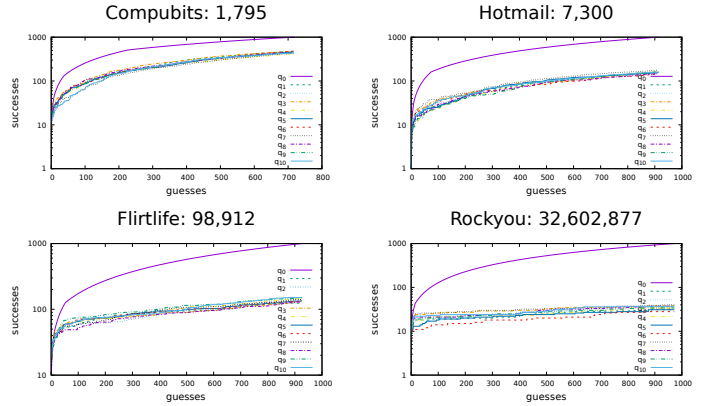 Compubits: 1,795
1000
100
10
1
0 100 200 300 400 500 600 700 800
successes
guesses
q0
q1
q2
q3
q4
q5
q6
q7
q8
q9
q10
Hotmail: 7,300
1000
100
10
1
0 100 200 300 400 500 600 700 800 900 1000
successes
guesses
q0
q1
q2
q3
q4
q5
q6
q7
q8
q9
q10
Flirtlife: 98,912
1000
100
10
0 100 200 300 400 500 600 700 800 900 1000
successes
guesses
q0
q1
q2
q3
q4
q5
q6
q7
q8
q9
q10
Rockyou: 32,602,877
1000
100
10
1
0 100 200 300 400 500 600 700 800 900 1000
successes
guesses
q0
q1
q2
q3
q4
q5
q6
q7
q8
q9
q10